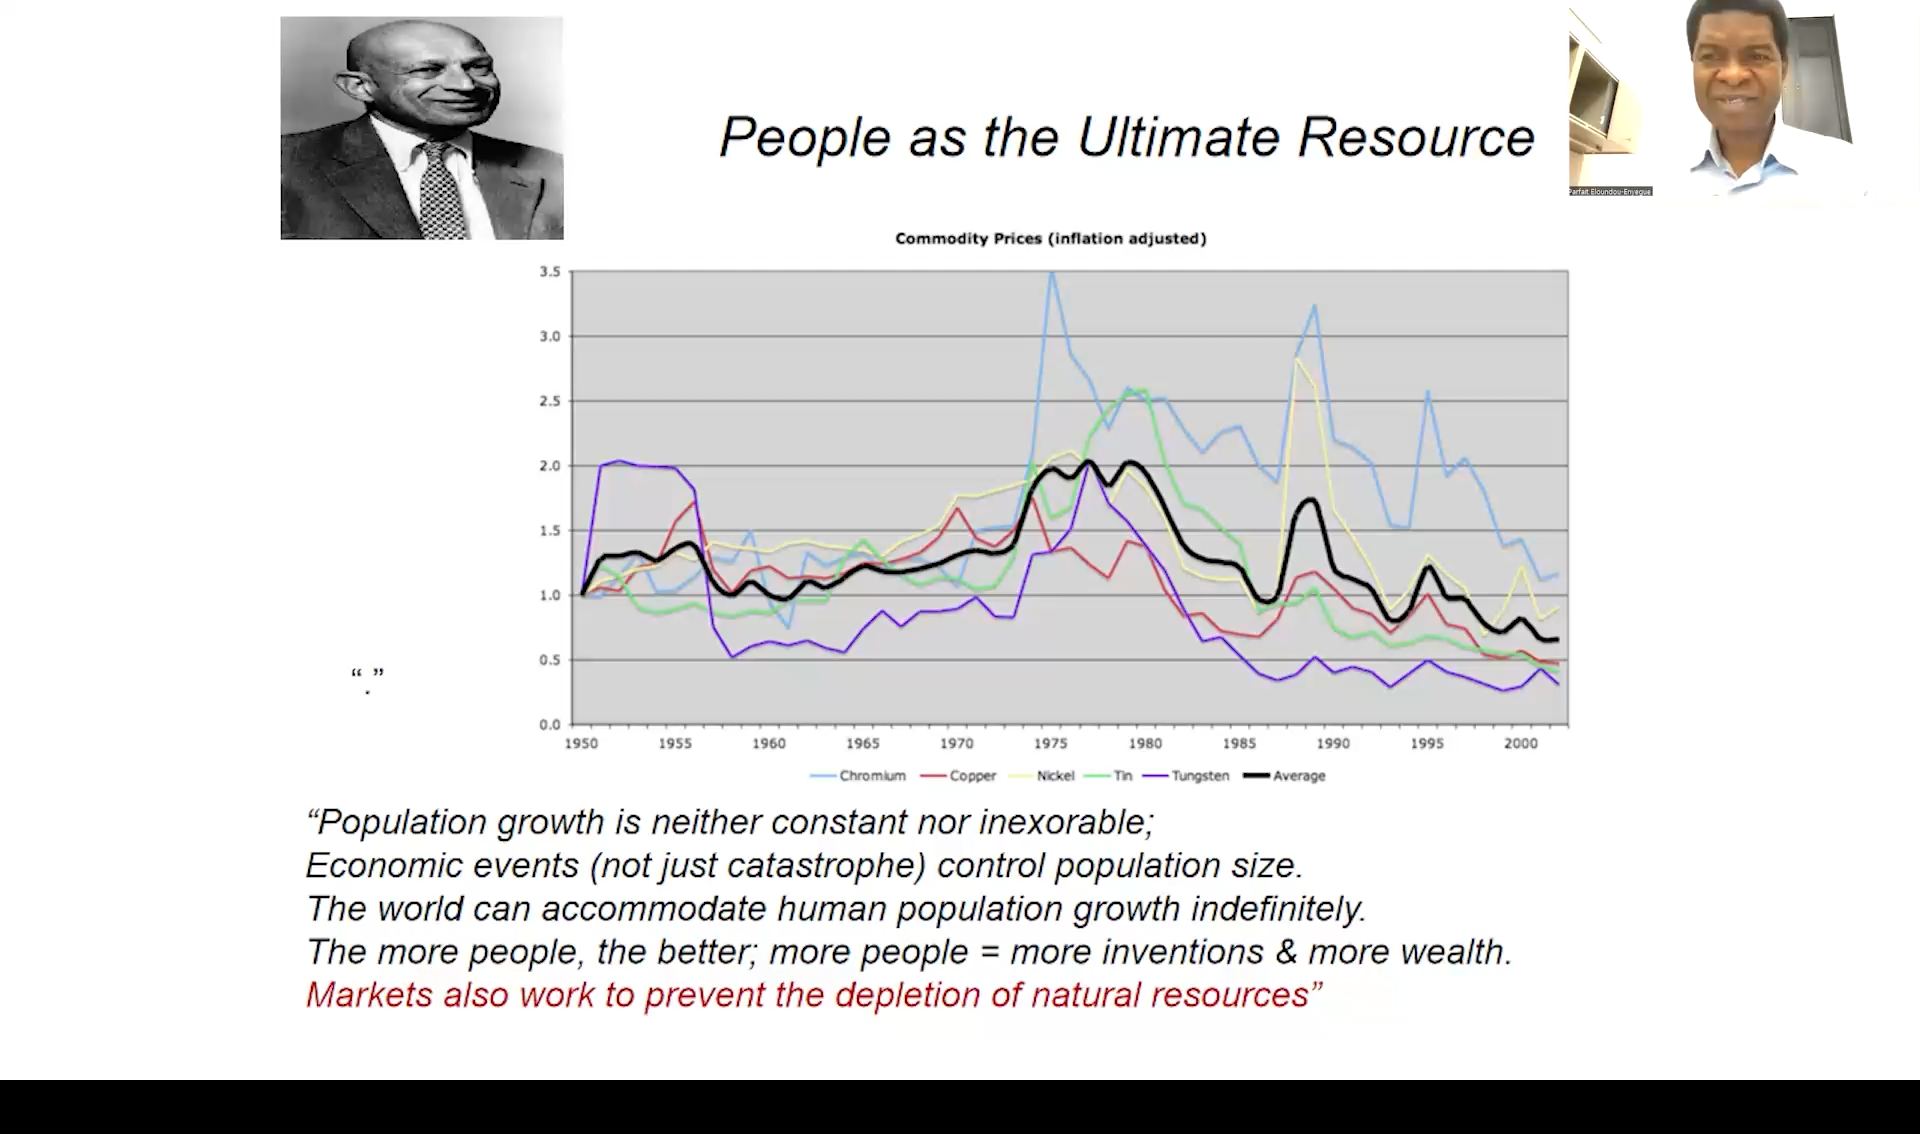 People as the Ultimate Resource
Parfait Eloundou-Enyegue
Commodity Prices (inflation adjusted)
3.5
3.0
2.5
2.0
1.5
1.0
0.5
0.0
1950 1955 1960 1965 1970 1975 1980 1985 1990 1995 2000
Chromium Copper Nickel Tin Tungsten Average
“.”
“Population growth is neither constant nor inexorable;
Economic events (not just catastrophe) control population size.
The world can accommodate human population growth indefinitely.
The more people, the better; more people = more inventions & more wealth.
Markets also work to prevent the depletion of natural resources”